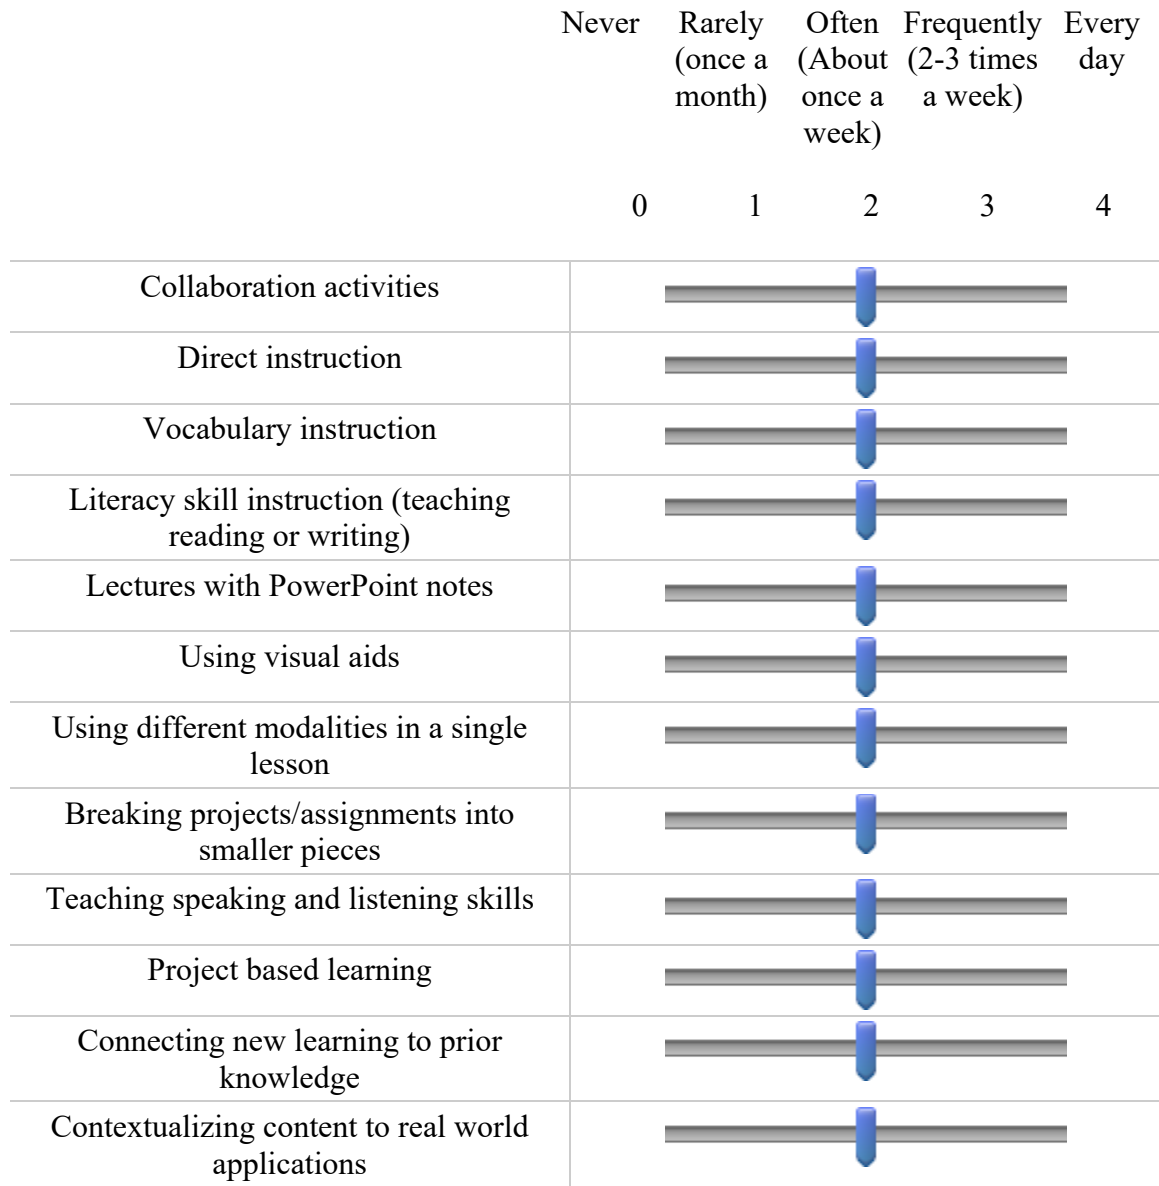 Never Rarely Often Frequently Every
(once a (About (2-3 times day
month) once a a week)
week)
0 1 2 3 4
Collaboration activities
Direct instruction
Vocabulary instruction
Literacy skill instruction (teaching
reading or writing)
Lectures with PowerPoint notes
Using visual aids
Using different modalities in a single
lesson
Breaking projects/assignments into
smaller pieces
Teaching speaking and listening skills
Project based learning
Connecting new learning to prior
knowledge
Contextualizing content to real world
applications